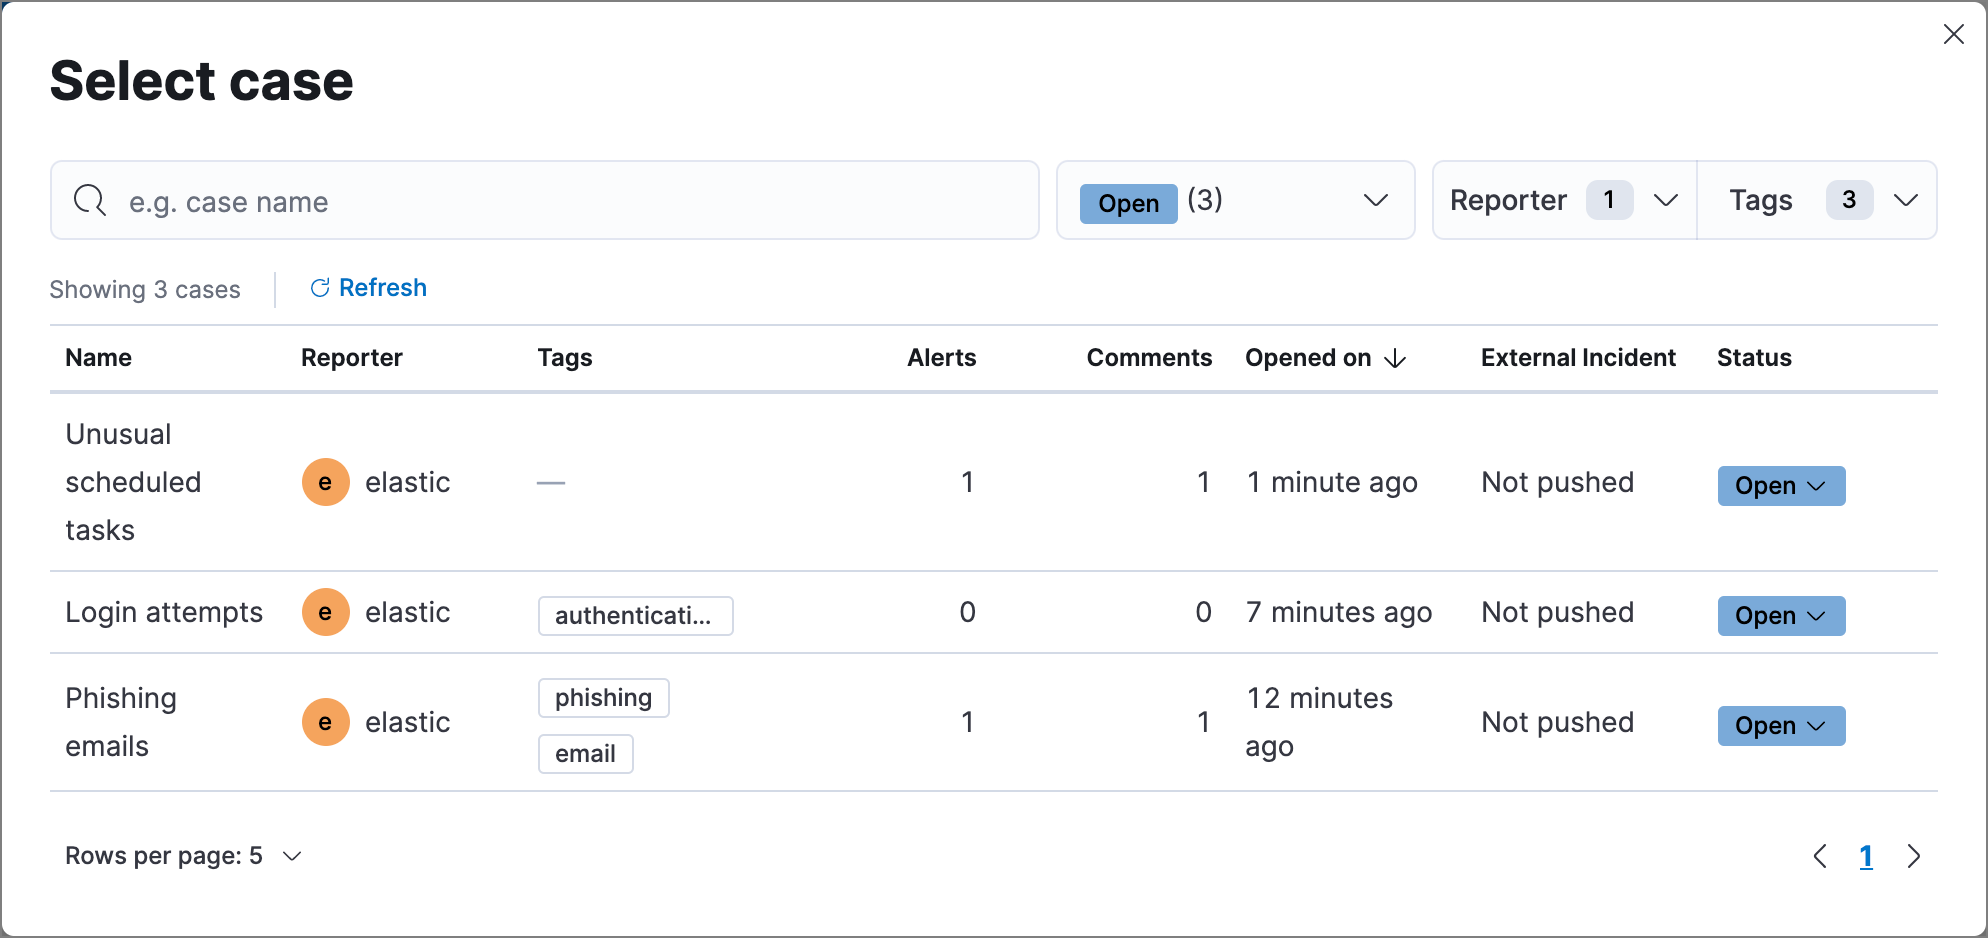 Select case
e.g. case name
Open (3)
Reporter 1
Tags 3
Showing 3 cases
Refresh
Name Reporter Tags Alerts Comments Opened on External Incident Status
Unusual
scheduled
tasks
e elastic — 1 1 1 minute ago Not pushed Open
Login attempts e elastic authenticati... 0 0 7 minutes ago Not pushed Open
Phishing
emails
e elastic
phishing
email
1 1
12 minutes
ago
Not pushed Open
Rows per page: 5
1